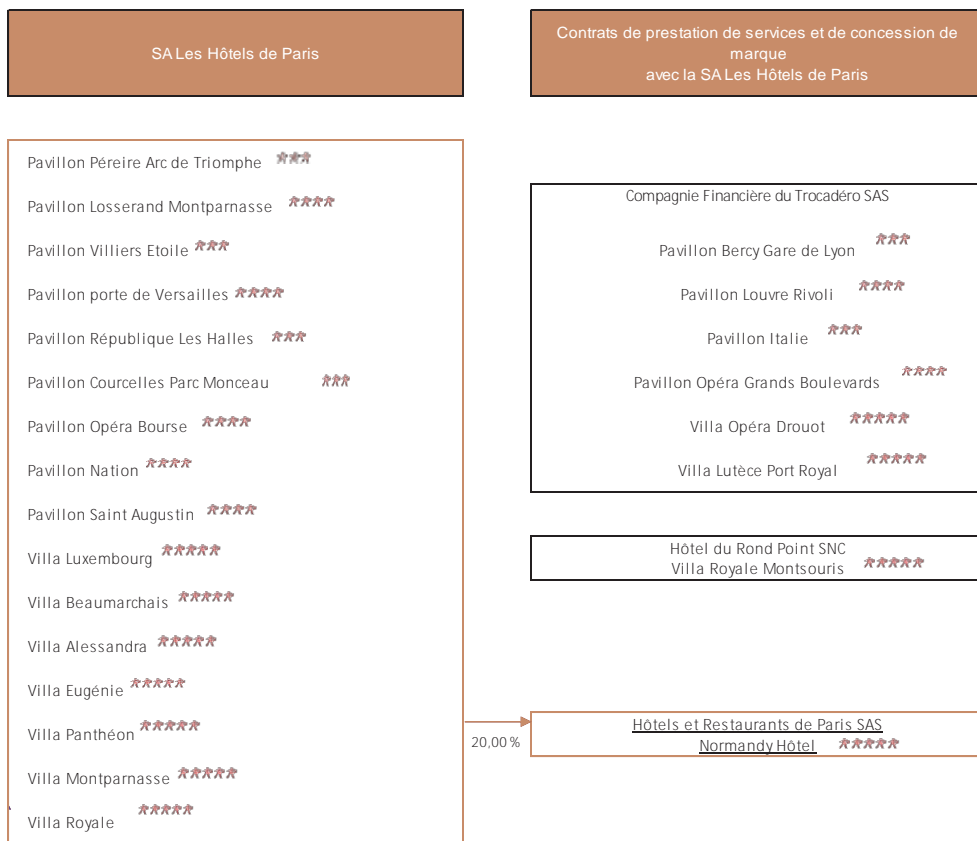 SA Les Hôtels de Paris
Contrats de prestation de services et de concession de
marque
avec la SA Les Hôtels de Paris
Pavillon Péreire Arc de Triomphe
Pavillon Losserand Montparnasse
Pavillon Villiers Etoile
Pavillon porte de Versailles
Pavillon République Les Halles
Pavillon Courcelles Parc Monceau
Pavillon Opéra Bourse
Pavillon Nation
Pavillon Saint Augustin
Villa Luxembourg
Villa Beaumarchais
Villa Alessandra
Villa Eugénie
Villa Panthéon
Villa Montparnasse
Villa Royale
Compagnie Financière du Trocadéro SAS
Pavillon Bercy Gare de Lyon
Pavillon Louvre Rivoli
Pavillon Italie
Pavillon Opéra Grands Boulevards
Villa Opéra Drouot
Villa Lutèce Port Royal
Hôtel du Rond Point SNC
Villa Royale Montsouris
20,00%
Hôtels et Restaurants de Paris SAS
Normandy Hôtel